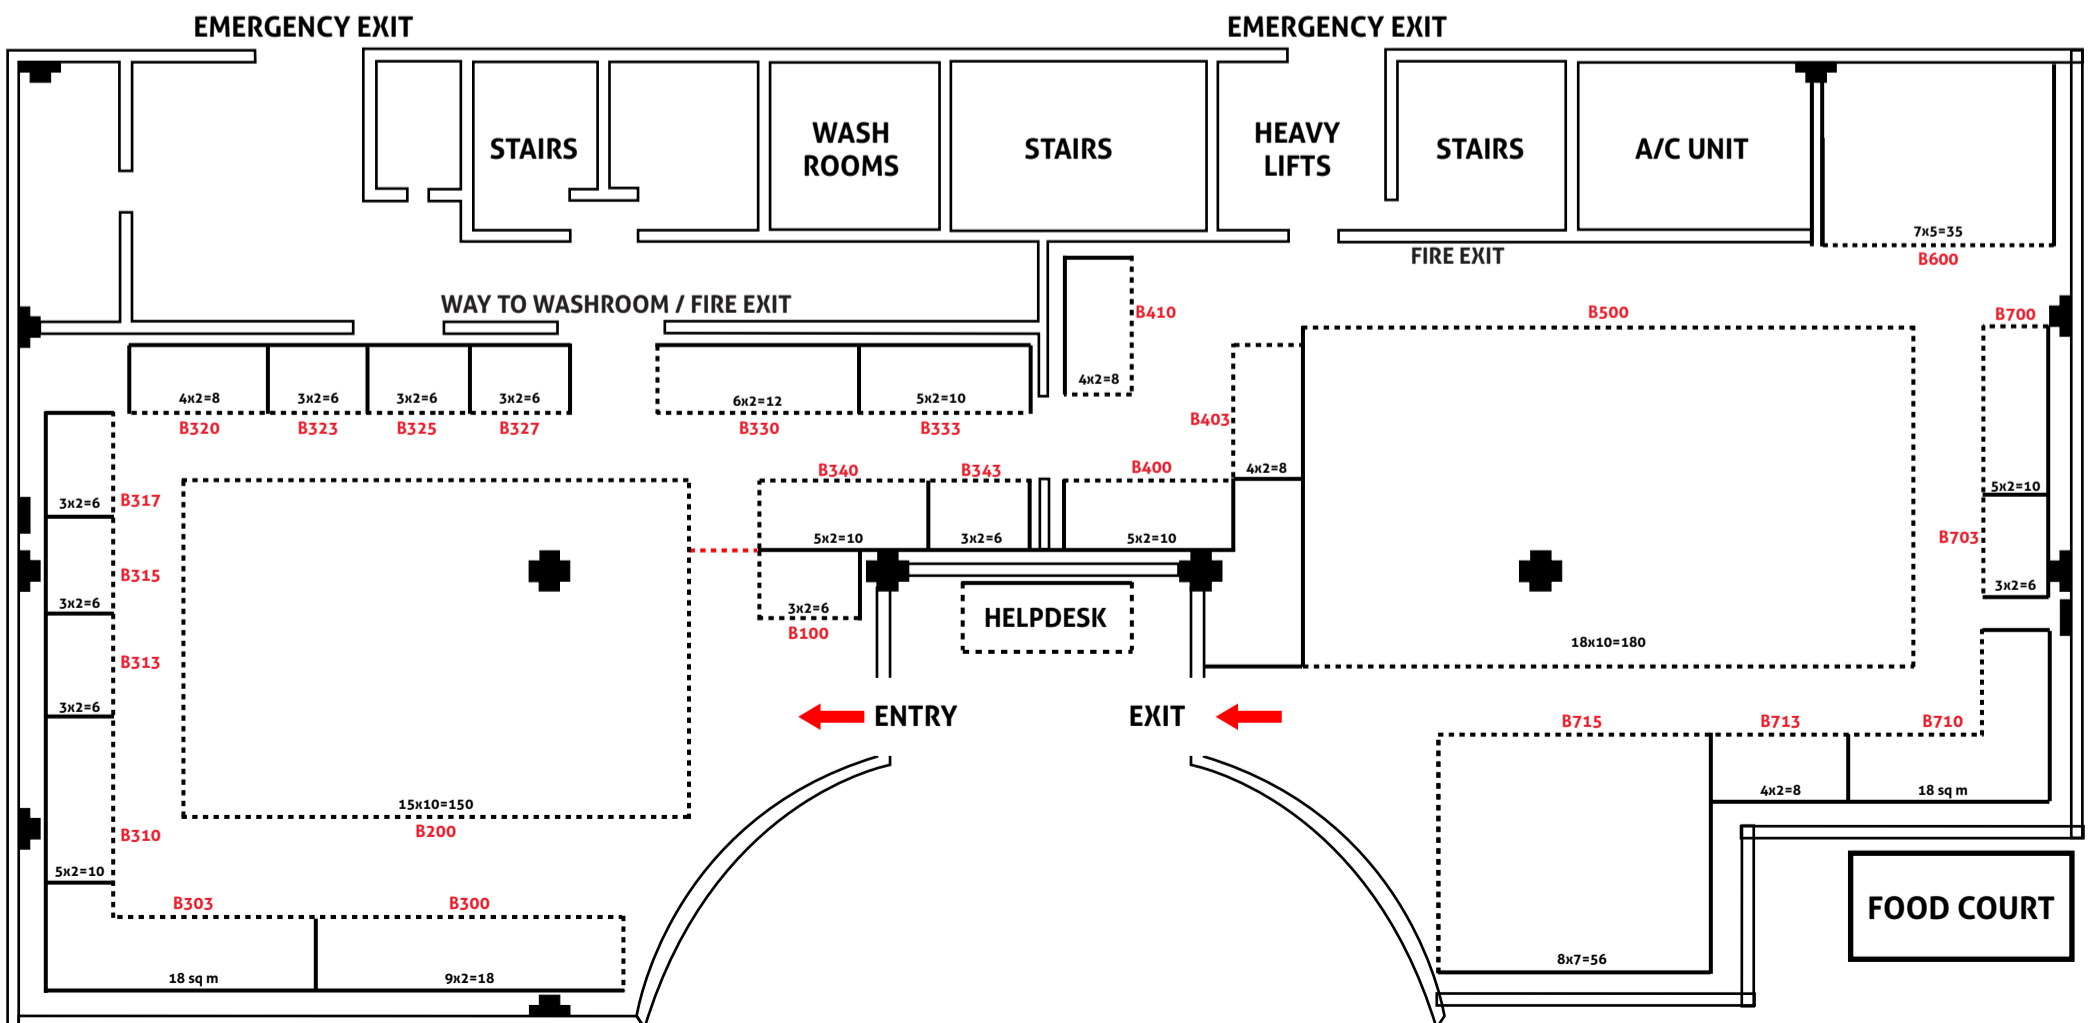 EMERGENCY EXIT
EMERGENCY EXIT
STAIRS
WASH
ROOMS
STAIRS
HEAVY
LIFTS
STAIRS
A/C UNIT
7x5=35
B600
FIRE EXIT
WAY TO WASHROOM / FIRE EXIT
B410
4x2=8
B500
B700
4x2=8
B320
3x2=6
B323
3x2=6
B325
3x2=6
B327
6x2=12
B330
5x2=10
B333
B403
4x2=8
B340
B343
B400
5x2=10
3x2=6
5x2=10
5x2=10
B703
3x2=6
3x2=6
B317
B315
3x2=6
B313
3x2=6
B310
5x2=10
3x2=6
B100
HELPDESK
18x10=180
ENTRY
EXIT
15x10=150
B200
B715
B713
B710
4x2=8
18 sq m
B303
B300
18 sq m
9x2=18
8x7=56
FOOD COURT